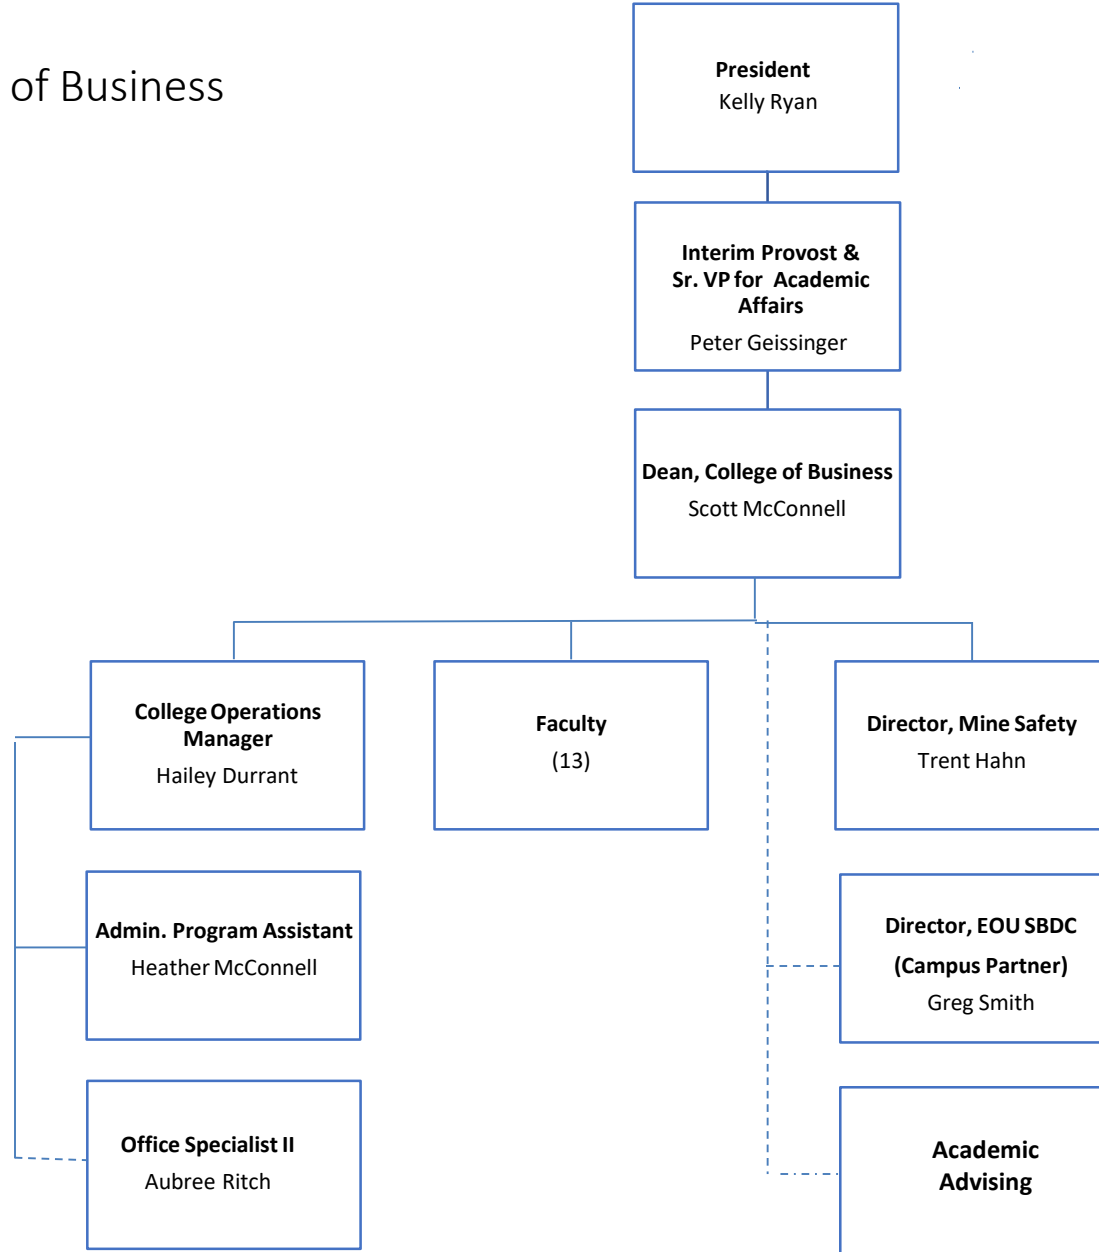 of Business
President
Kelly Ryan
Interim Provost &
Sr. VP for Academic
Affairs
Peter Geissinger
Dean, College of Business
Scott McConnell
College Operations
Manager
Hailey Durrant
Faculty
(13)
Director, Mine Safety
Trent Hahn
Admin. Program Assistant
Heather McConnell
Director, EOU SBDC
(Campus Partner)
Greg Smith
Office Specialist II
Aubree Ritch
Academic
Advising